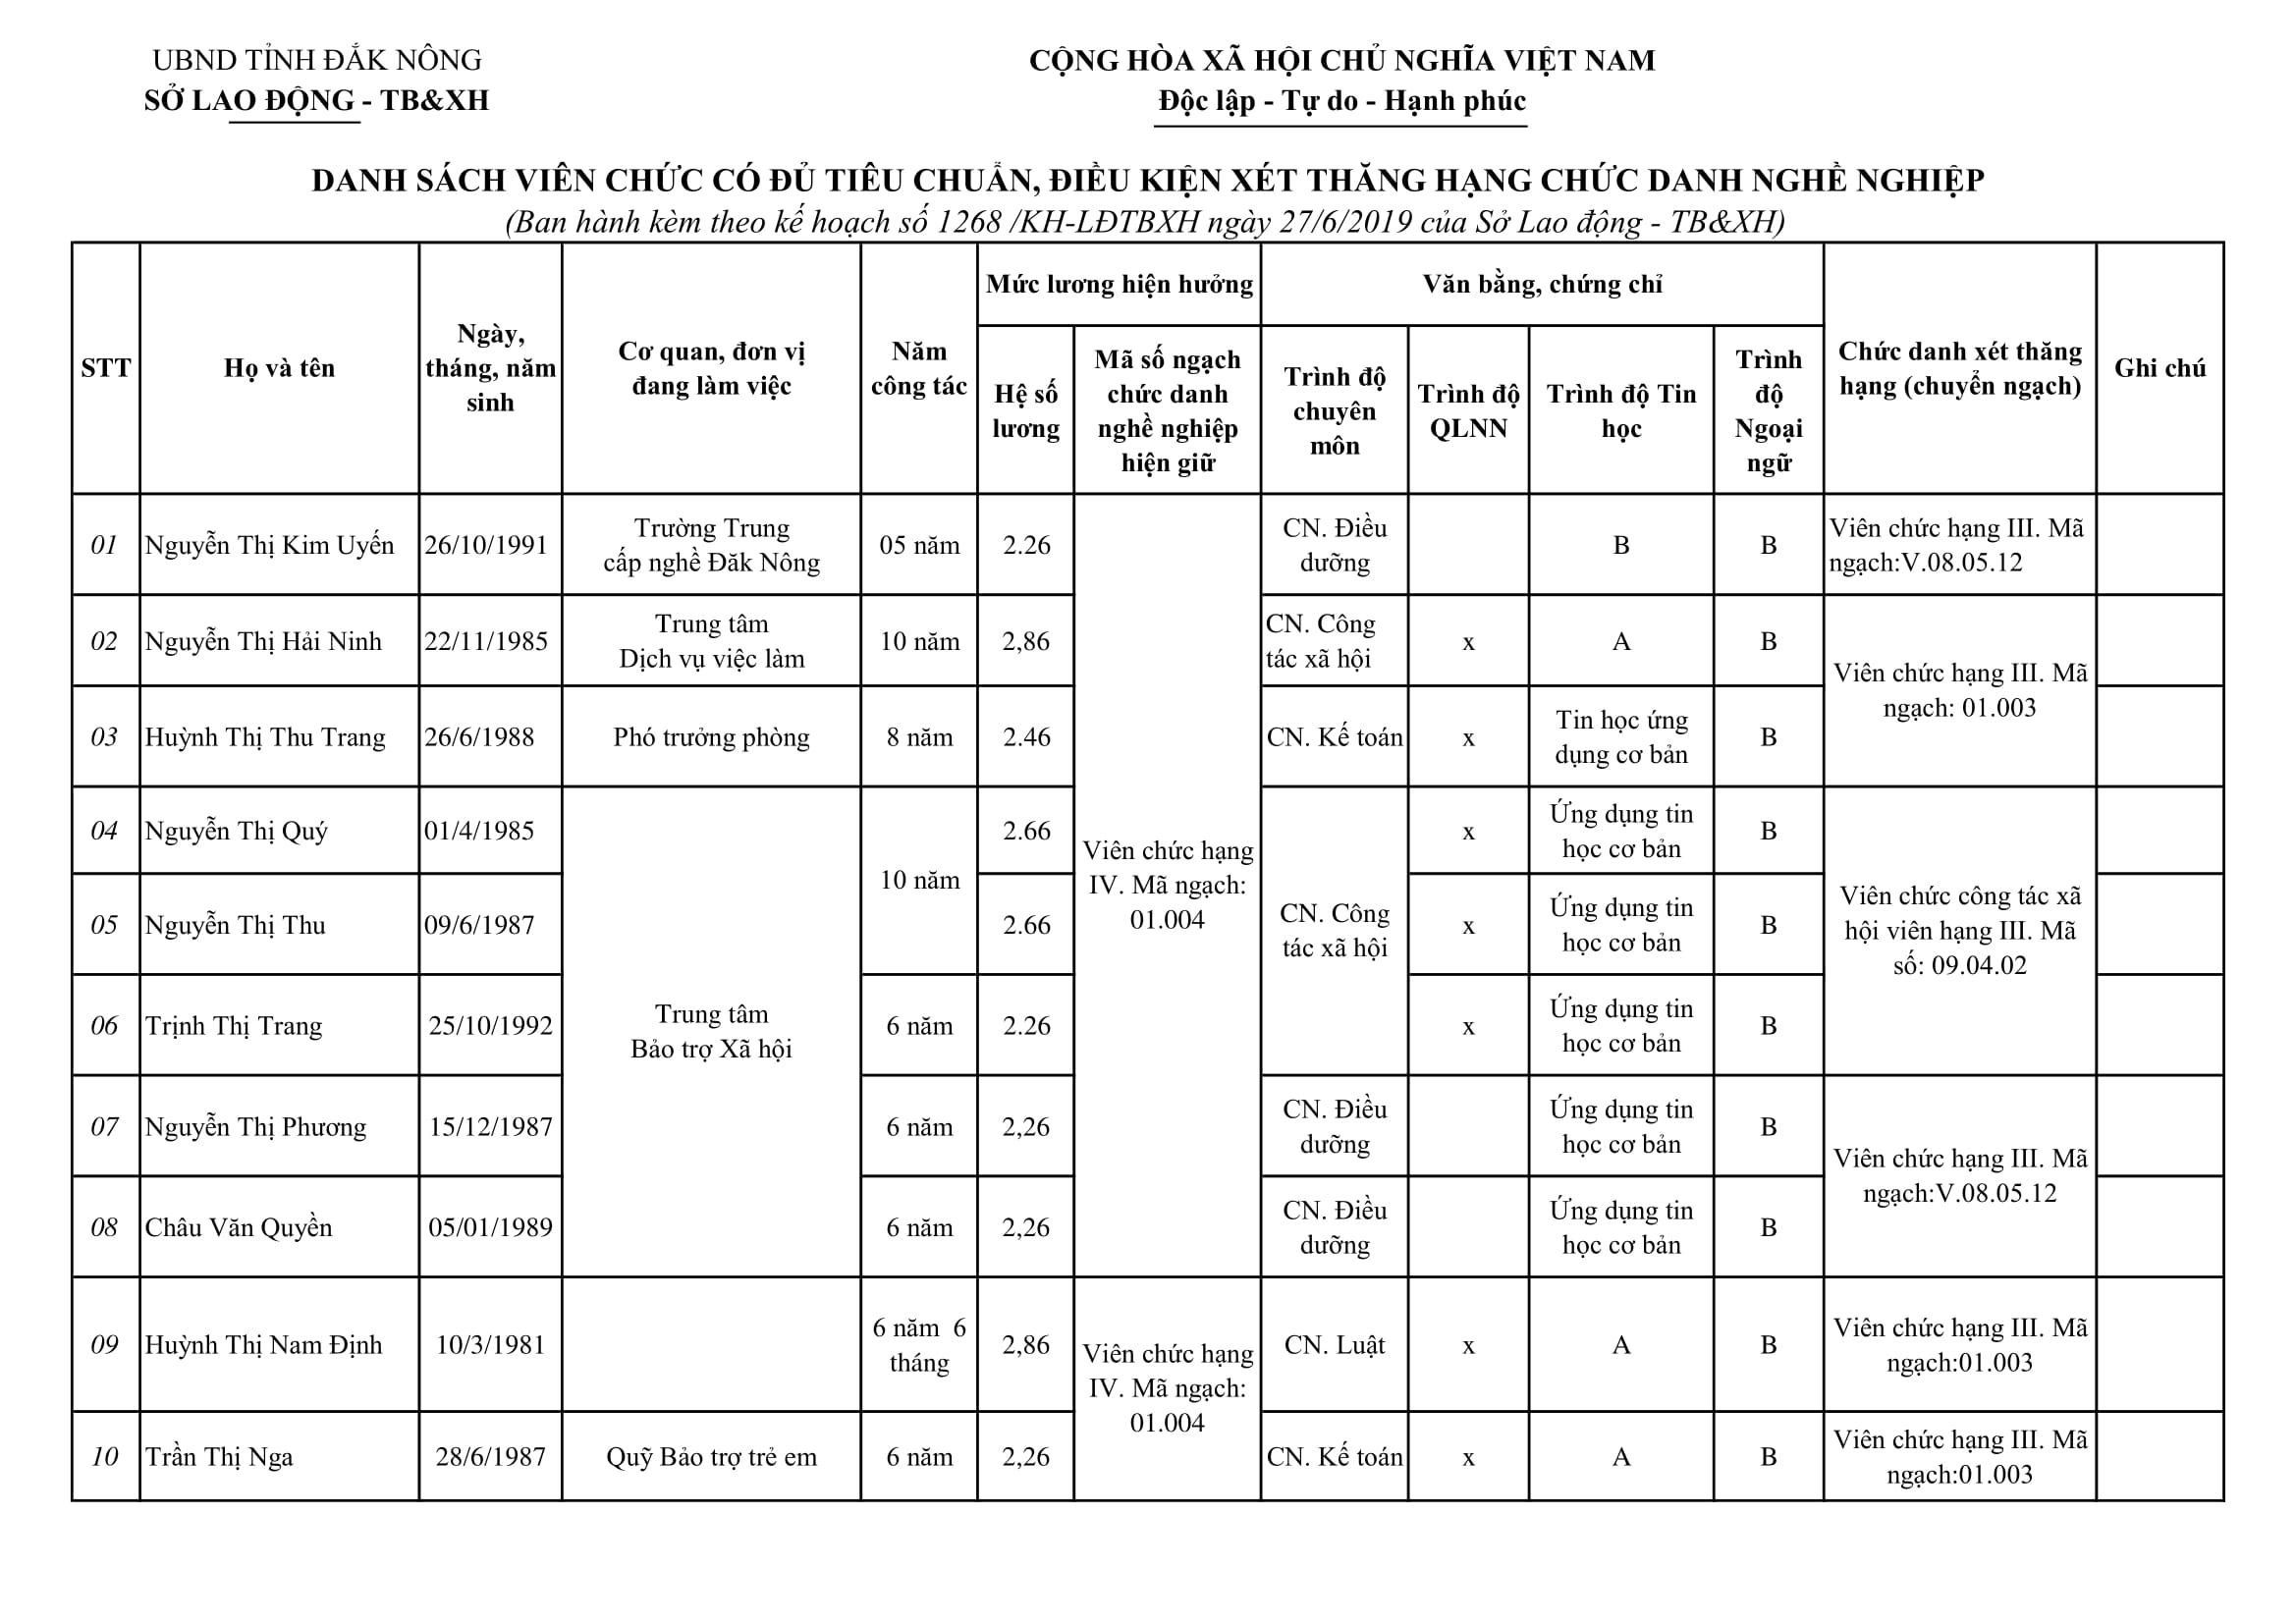 UBND TỈNH ĐẮK NÔNG
SỞ LAO ĐỘNG - TB&XH
CỘNG HÒA XÃ HỘI CHỦ NGHĨA VIỆT NAM
Độc lập - Tự do - Hạnh phúc
DANH SÁCH VIÊN CHỨC CÓ ĐỦ TIÊU CHUẨN, ĐIỀU KIỆN XÉT THĂNG HẠNG CHỨC DANH NGHỀ NGHIỆP
(Ban hành kèm theo kế hoạch số 1268 /KH-LĐTBXH ngày 27/6/2019 của Sở Lao động - TB&XH)
STT
Họ và tên
Ngày,
tháng, năm
sinh
Cơ quan, đơn vị
đang làm việc
Năm
công tác
Mức lương hiện hưởng
Hệ số
lương
Mã số ngạch
chức danh
nghề nghiệp
hiện giữ
Văn bằng, chứng chỉ
Trình độ
chuyên
môn
Trình độ
QLNN
Trình độ Tin
học
Trình
độ
Ngoại
ngữ
Chức danh xét thăng
hạng (chuyển ngạch)
Ghi chú
01
Nguyễn Thị Kim Uyến
26/10/1991
Trường Trung
cấp nghề Đăk Nông
05 năm
2.26
Viên chức hạng
IV. Mã ngạch:
01.004
CN. Điều
dưỡng
B
B
Viên chức hạng III. Mã
ngạch:V.08.05.12
02
Nguyễn Thị Hải Ninh
22/11/1985
Trung tâm
Dịch vụ việc làm
10 năm
2,86
CN. Công
tác xã hội
x
A
B
Viên chức hạng III. Mã
ngạch: 01.003
03
Huỳnh Thị Thu Trang
26/6/1988
Phó trưởng phòng
8 năm
2.46
CN. Kế toán
x
Tin học ứng
dụng cơ bản
B
04
Nguyễn Thị Quý
01/4/1985
Trung tâm
Bảo trợ Xã hội
10 năm
2.66
CN. Công
tác xã hội
x
Ứng dụng tin
học cơ bản
B
Viên chức công tác xã
hội viên hạng III. Mã
số: 09.04.02
05
Nguyễn Thị Thu
09/6/1987
2.66
x
Ứng dụng tin
học cơ bản
B
06
Trịnh Thị Trang
25/10/1992
6 năm
2.26
x
Ứng dụng tin
học cơ bản
B
07
Nguyễn Thị Phương
15/12/1987
6 năm
2,26
CN. Điều
dưỡng
Ứng dụng tin
học cơ bản
B
Viên chức hạng III. Mã
ngạch:V.08.05.12
08
Châu Văn Quyền
05/01/1989
6 năm
2,26
CN. Điều
dưỡng
Ứng dụng tin
học cơ bản
B
09
Huỳnh Thị Nam Định
10/3/1981
6 năm  6
tháng
2,86
Viên chức hạng
IV. Mã ngạch:
01.004
CN. Luật
x
A
B
Viên chức hạng III. Mã
ngạch:01.003
10
Trần Thị Nga
28/6/1987
Quỹ Bảo trợ trẻ em
6 năm
2,26
CN. Kế toán
x
A
B
Viên chức hạng III. Mã
ngạch:01.003